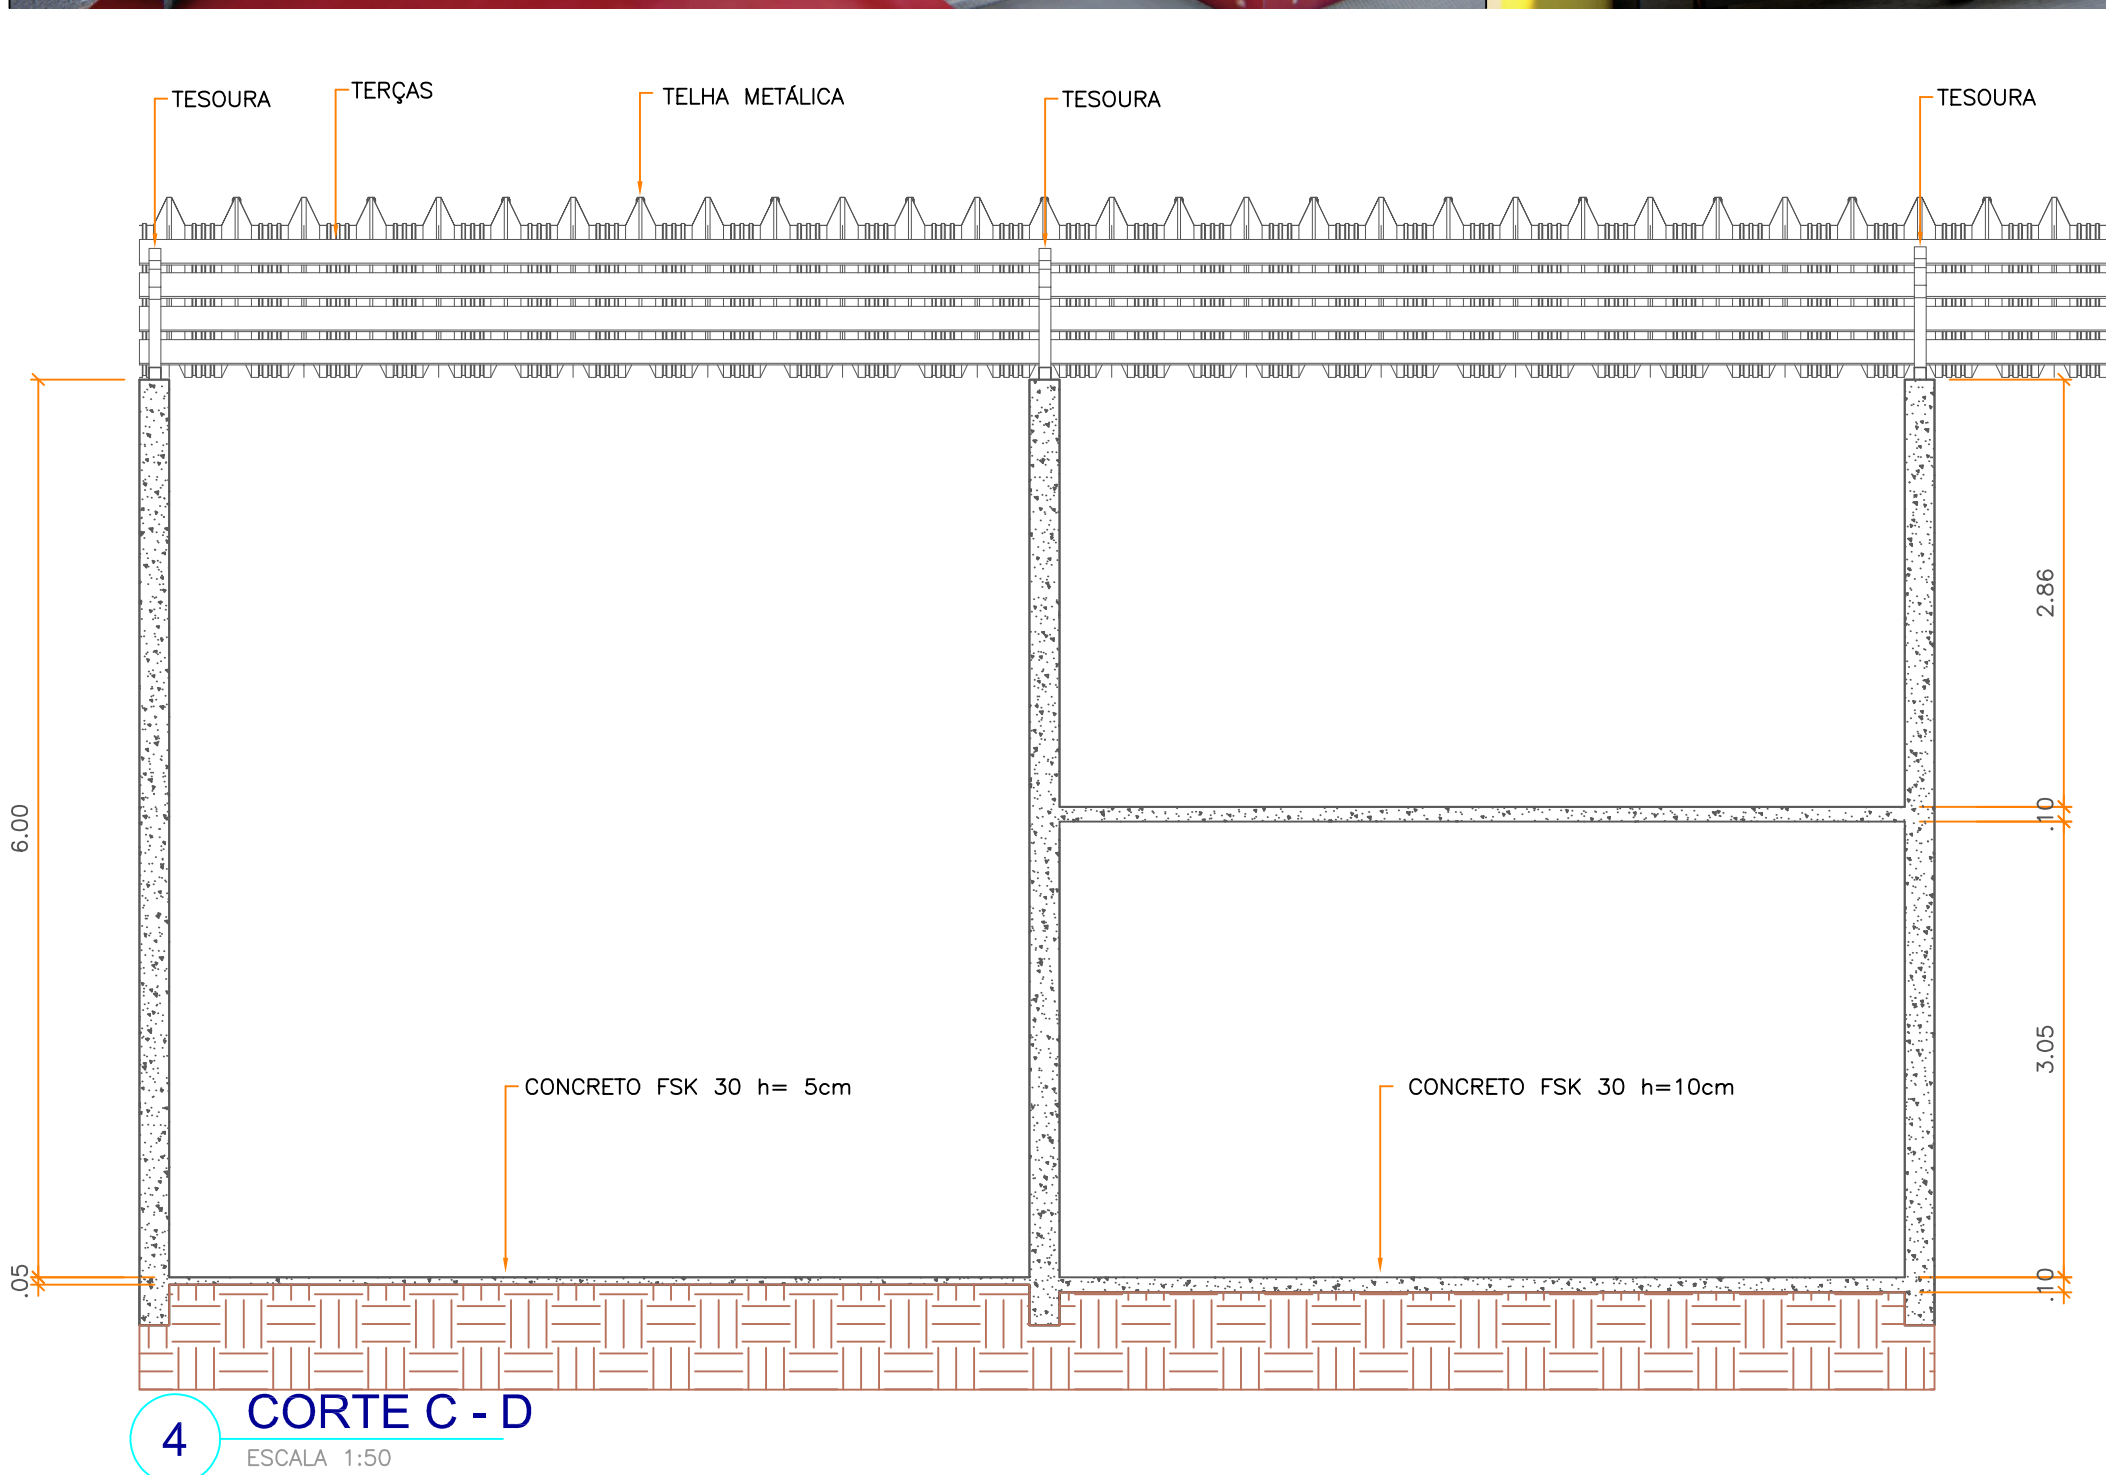 TESOURA
TERÇAS
TELHA METÁLICA
TESOURA
TESOURA
2.86
.10
6.00
3.05
CONCRETO FSK 30 h= 5cm
CONCRETO FSK 30 h=10cm
.05
.10
4
CORTE C - D
ESCALA 1:50